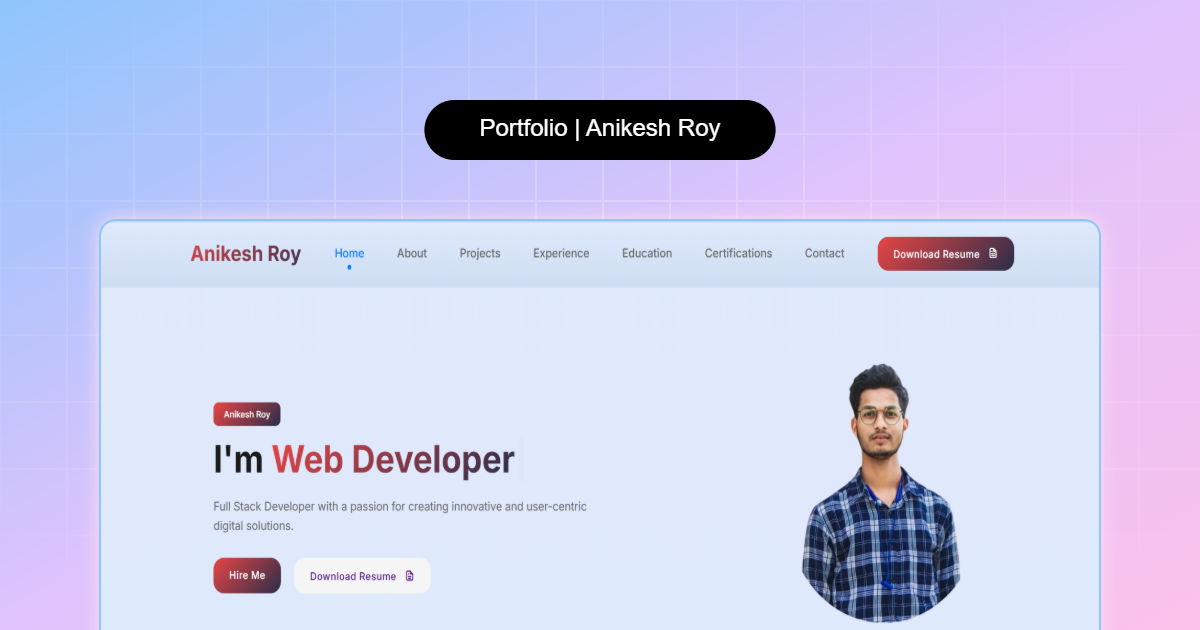 Portfolio | Anikesh Roy
Anikesh Roy Home About Projects Experience Education Certifications Contact Download Resume
Anikesh Roy
I'm Web Developer
Full Stack Developer with a passion for creating innovative and user-centric
digital solutions.
Hire Me Download Resume